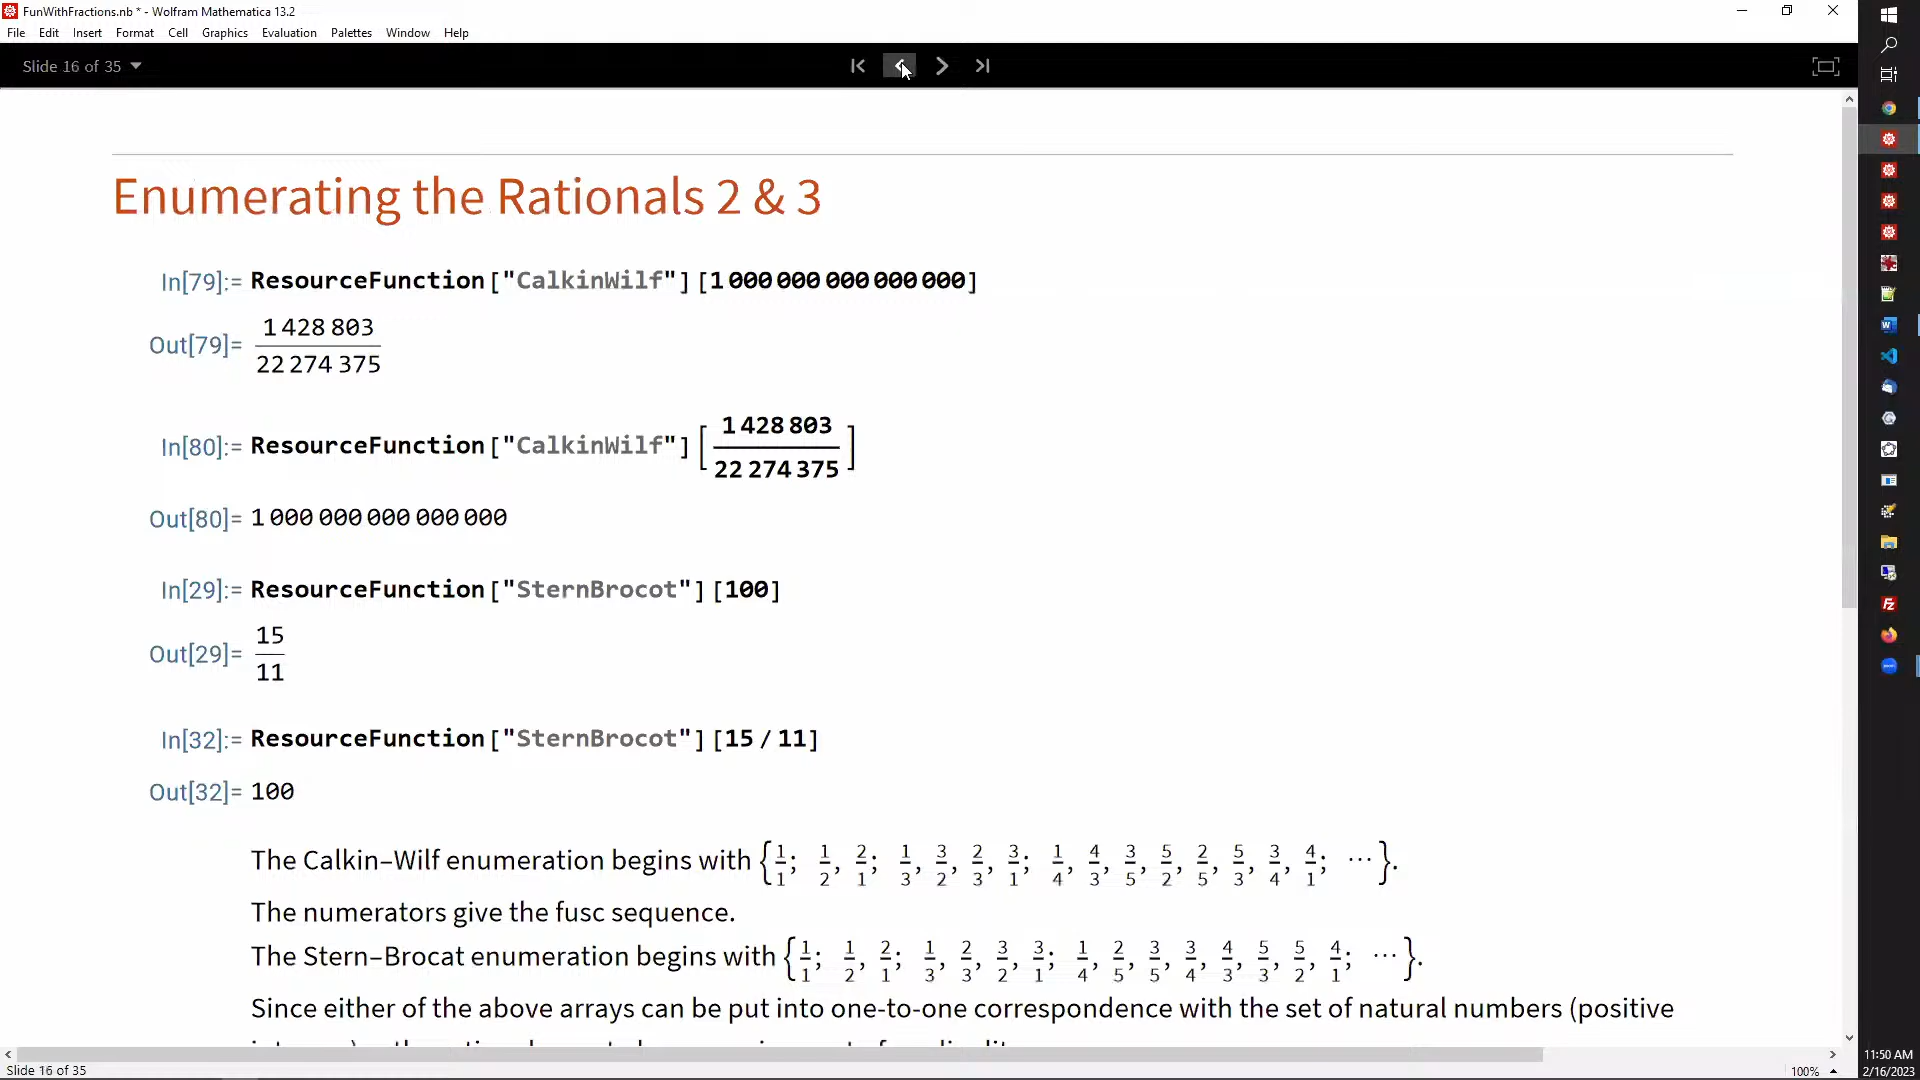 FunWithFractions.nb * - Wolfram Mathematica 13.2
File Edit Insert Format Cell Graphics Evaluation Palettes Window Help
Slide 16 of 35
Enumerating the Rationals 2 & 3
In[79]:= ResourceFunction["CalkinWilf"][1 000 000 000 000 000]
Out[79]= 1 428 803 / 22 274 375
In[80]:= ResourceFunction["CalkinWilf"][1 428 803 / 22 274 375]
Out[80]= 1 000 000 000 000 000
In[29]:= ResourceFunction["SternBrocot"][100]
Out[29]= 15 / 11
In[32]:= ResourceFunction["SternBrocot"][15 / 11]
Out[32]= 100
The Calkin–Wilf enumeration begins with {1/1; 1/2, 2/1; 1/3, 3/2, 2/3, 3/1; 1/4, 4/3, 3/5, 5/2, 2/5, 5/3, 3/4, 4/1; ⋯}.
The numerators give the fusc sequence.
The Stern–Brocat enumeration begins with {1/1; 1/2, 2/1; 1/3, 2/3, 3/2, 3/1; 1/4, 2/5, 3/5, 3/4, 4/3, 5/3, 5/2, 4/1; ⋯}.
Since either of the above arrays can be put into one-to-one correspondence with the set of natural numbers (positive
Slide 16 of 35
100%
11:50 AM
2/16/2023